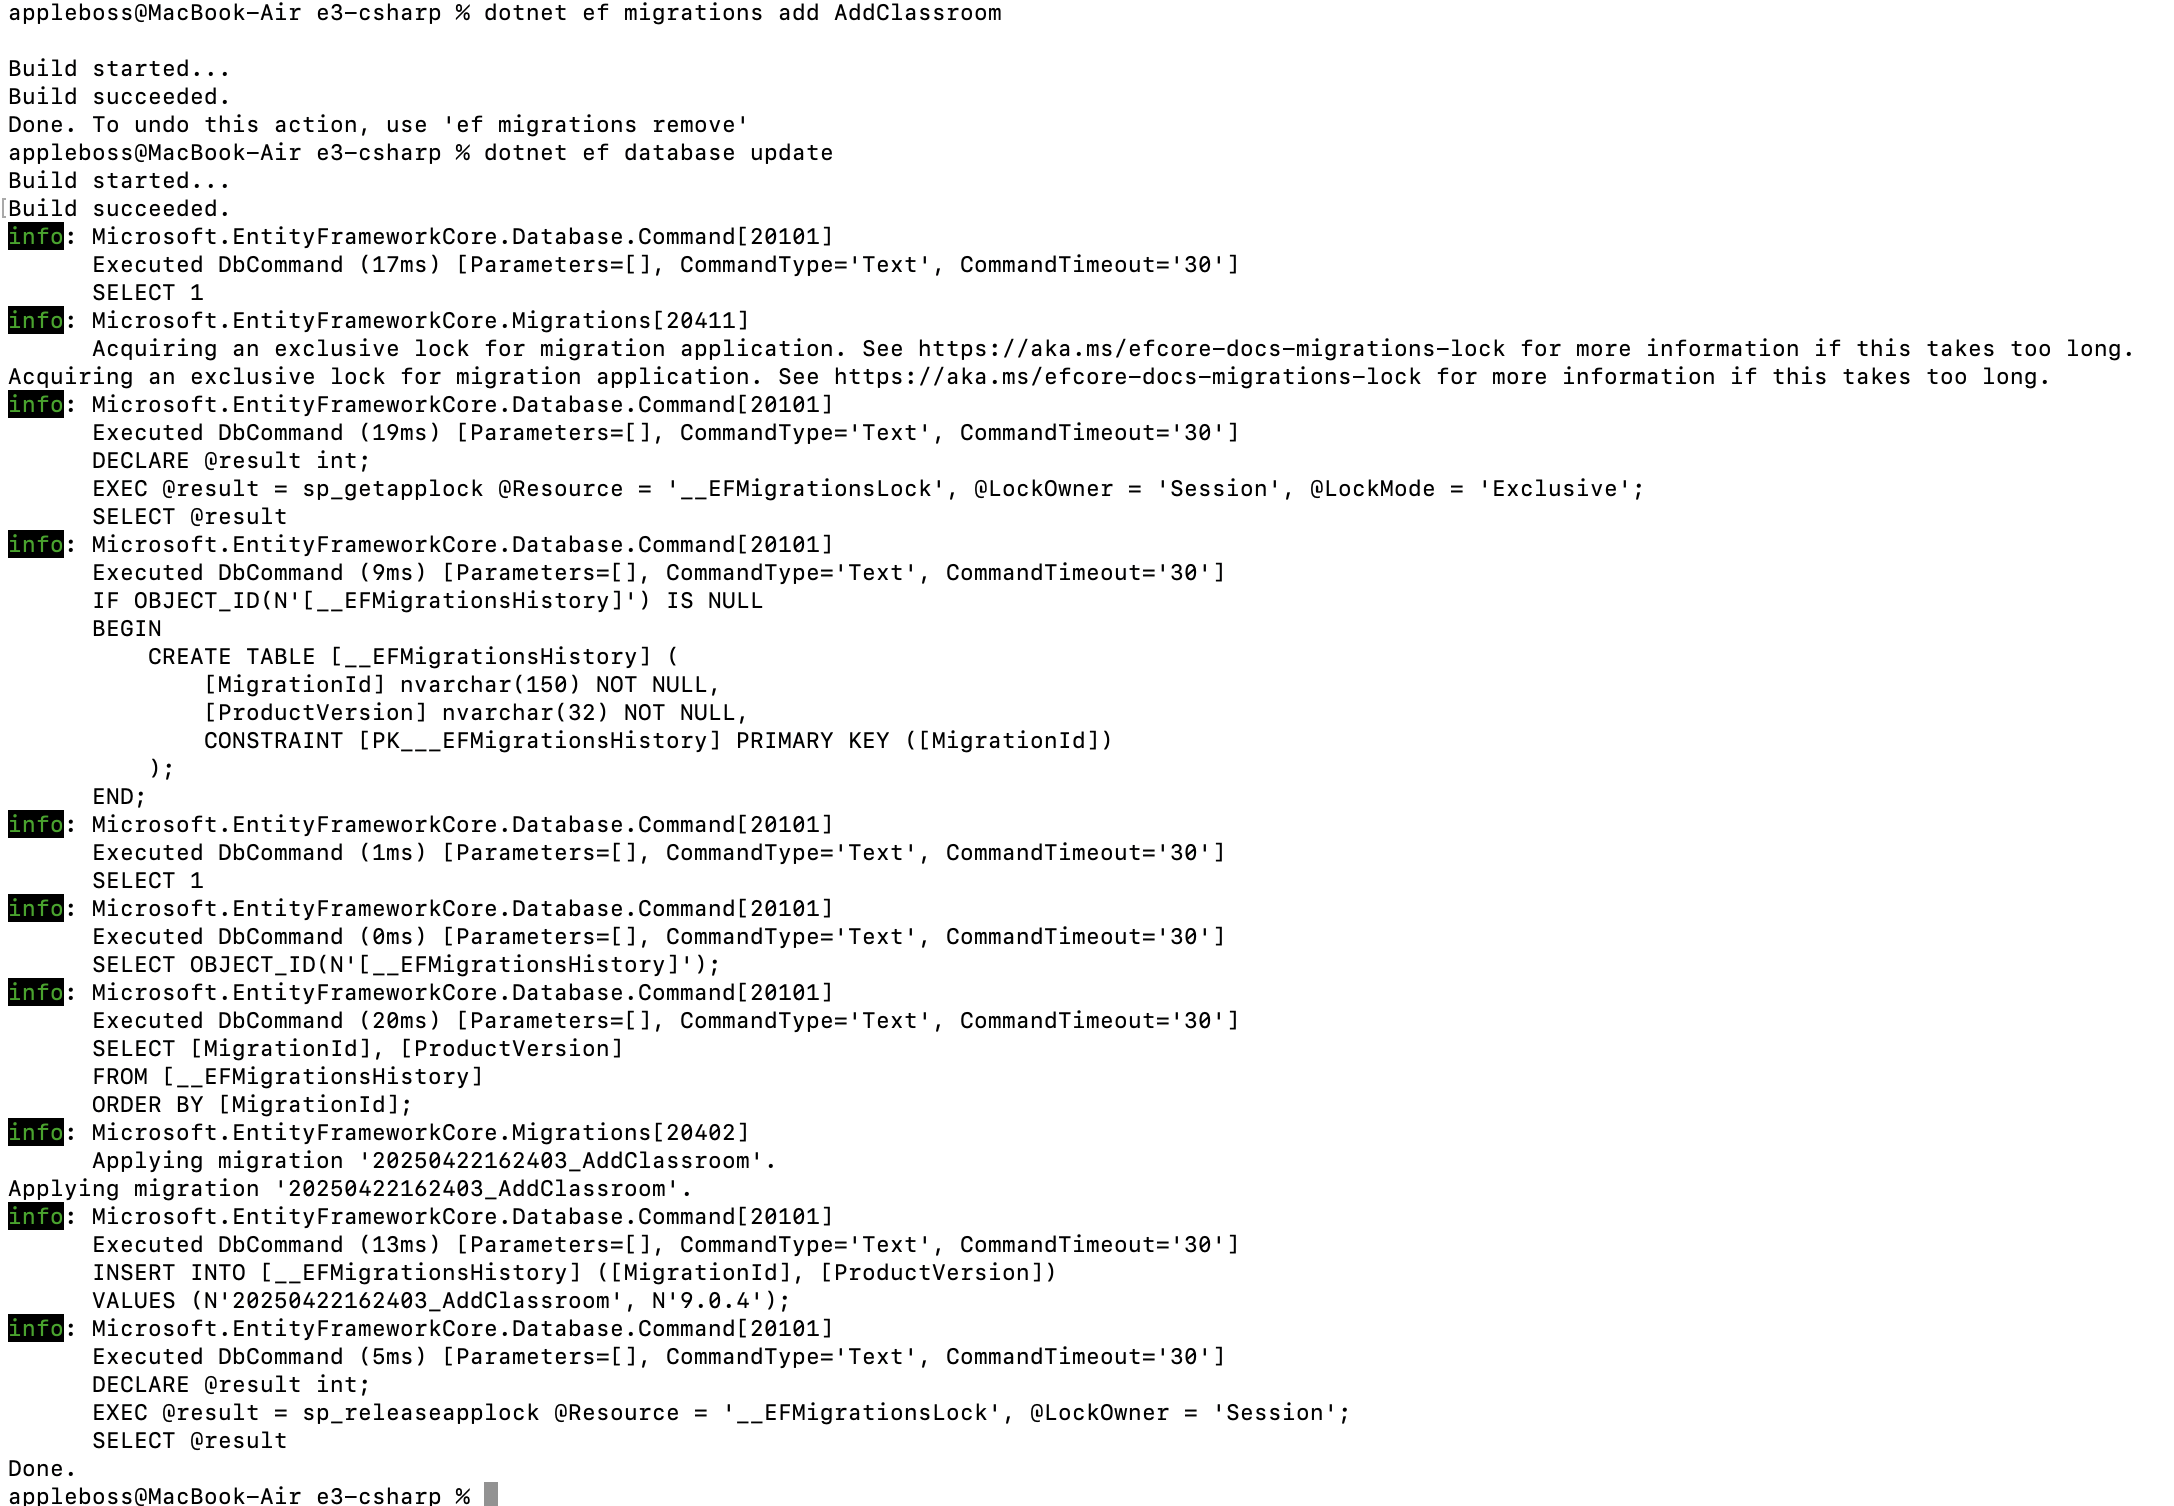 appleboss@MacBook-Air e3-csharp % dotnet ef migrations add AddClassroom
Build started...
Build succeeded.
Done. To undo this action, use 'ef migrations remove'
appleboss@MacBook-Air e3-csharp % dotnet ef database update
Build started...
[Build succeeded.
info: Microsoft.EntityFrameworkCore.Database.Command[20101]
      Executed DbCommand (17ms) [Parameters=[], CommandType='Text', CommandTimeout='30']
      SELECT 1
info: Microsoft.EntityFrameworkCore.Migrations[20411]
      Acquiring an exclusive lock for migration application. See https://aka.ms/efcore-docs-migrations-lock for more information if this takes too long.
Acquiring an exclusive lock for migration application. See https://aka.ms/efcore-docs-migrations-lock for more information if this takes too long.
info: Microsoft.EntityFrameworkCore.Database.Command[20101]
      Executed DbCommand (19ms) [Parameters=[], CommandType='Text', CommandTimeout='30']
      DECLARE @result int;
      EXEC @result = sp_getapplock @Resource = '__EFMigrationsLock', @LockOwner = 'Session', @LockMode = 'Exclusive';
      SELECT @result
info: Microsoft.EntityFrameworkCore.Database.Command[20101]
      Executed DbCommand (9ms) [Parameters=[], CommandType='Text', CommandTimeout='30']
      IF OBJECT_ID(N'[__EFMigrationsHistory]') IS NULL
      BEGIN
          CREATE TABLE [__EFMigrationsHistory] (
              [MigrationId] nvarchar(150) NOT NULL,
              [ProductVersion] nvarchar(32) NOT NULL,
              CONSTRAINT [PK___EFMigrationsHistory] PRIMARY KEY ([MigrationId])
          );
      END;
info: Microsoft.EntityFrameworkCore.Database.Command[20101]
      Executed DbCommand (1ms) [Parameters=[], CommandType='Text', CommandTimeout='30']
      SELECT 1
info: Microsoft.EntityFrameworkCore.Database.Command[20101]
      Executed DbCommand (0ms) [Parameters=[], CommandType='Text', CommandTimeout='30']
      SELECT OBJECT_ID(N'[__EFMigrationsHistory]');
info: Microsoft.EntityFrameworkCore.Database.Command[20101]
      Executed DbCommand (20ms) [Parameters=[], CommandType='Text', CommandTimeout='30']
      SELECT [MigrationId], [ProductVersion]
      FROM [__EFMigrationsHistory]
      ORDER BY [MigrationId];
info: Microsoft.EntityFrameworkCore.Migrations[20402]
      Applying migration '20250422162403_AddClassroom'.
Applying migration '20250422162403_AddClassroom'.
info: Microsoft.EntityFrameworkCore.Database.Command[20101]
      Executed DbCommand (13ms) [Parameters=[], CommandType='Text', CommandTimeout='30']
      INSERT INTO [__EFMigrationsHistory] ([MigrationId], [ProductVersion])
      VALUES (N'20250422162403_AddClassroom', N'9.0.4');
info: Microsoft.EntityFrameworkCore.Database.Command[20101]
      Executed DbCommand (5ms) [Parameters=[], CommandType='Text', CommandTimeout='30']
      DECLARE @result int;
      EXEC @result = sp_releaseapplock @Resource = '__EFMigrationsLock', @LockOwner = 'Session';
      SELECT @result
Done.
appleboss@MacBook-Air e3-csharp %